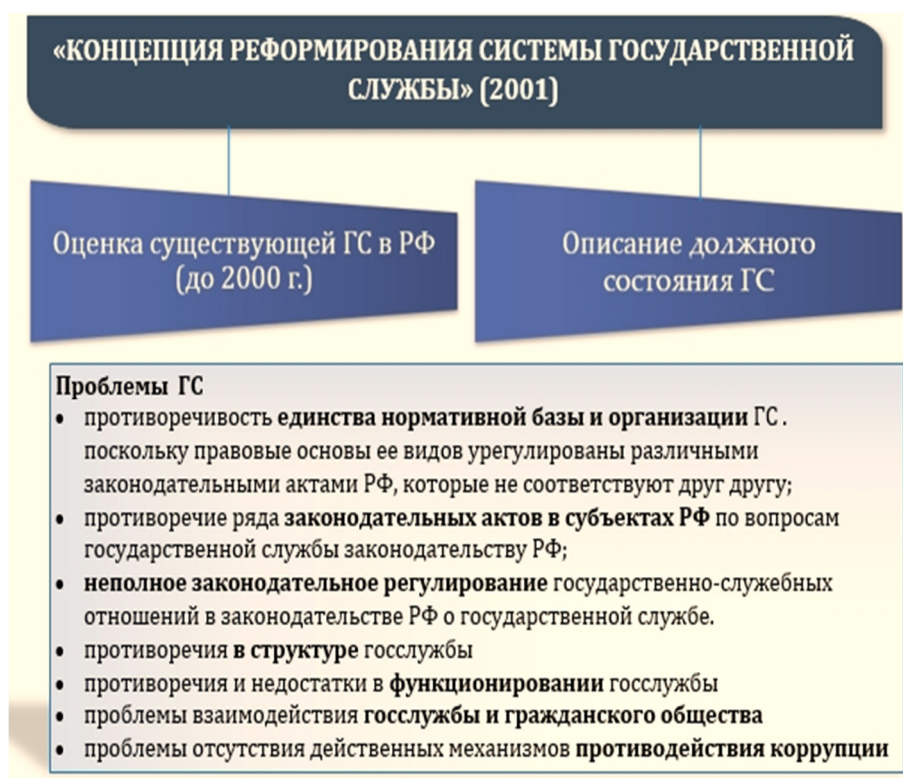 «КОНЦЕПЦИЯ РЕФОРМИРОВАНИЯ СИСТЕМЫ ГОСУДАРСТВЕННОЙ
СЛУЖБЫ» (2001)
Оценка существующей ГС в РФ
(до 2000 г.)
Описание должного
состояния ГС
Проблемы ГС
• противоречивость единства нормативной базы и организации ГС .
поскольку правовые основы ее видов урегулированы различными
законодательными актами РФ, которые не соответствуют друг другу;
• противоречие ряда законодательных актов в субъектах РФ по вопросам
государственной службы законодательству РФ;
• неполное законодательное регулирование государственно-служебных
отношений в законодательстве РФ о государственной службе.
• противоречия в структуре госслужбы
• противоречия и недостатки в функционировании госслужбы
• проблемы взаимодействия госслужбы и гражданского общества
• проблемы отсутствия действенных механизмов противодействия коррупции